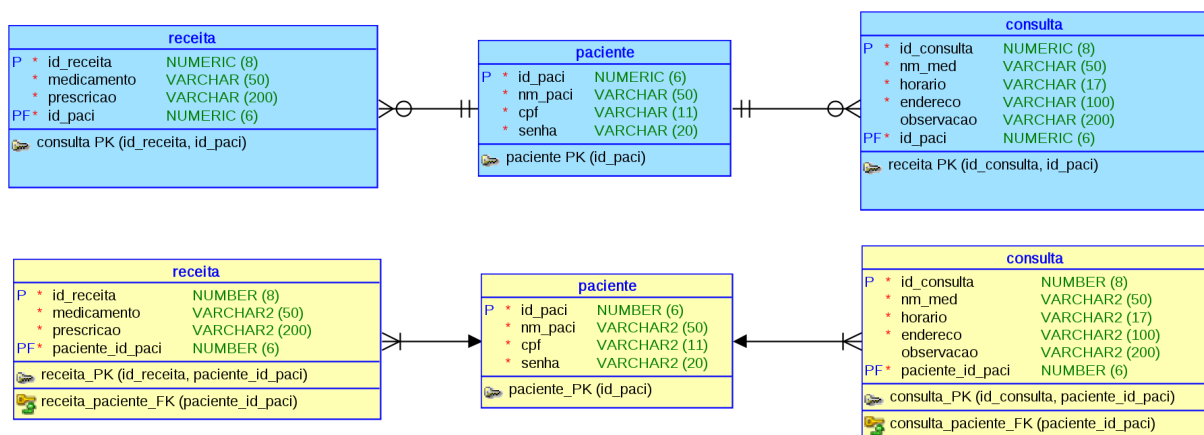 receita
P * id_receita NUMERIC (8)
* medicamento VARCHAR (50)
* prescricao VARCHAR (200)
PF* id_paci NUMERIC (6)
consulta PK (id_receita, id_paci)
paciente
P * id_paci NUMERIC (6)
* nm_paci VARCHAR (50)
* cpf VARCHAR (11)
* senha VARCHAR (20)
paciente PK (id_paci)
consulta
P * id_consulta NUMERIC (8)
* nm_med VARCHAR (50)
* horario VARCHAR (17)
* endereco VARCHAR (100)
observacao VARCHAR (200)
PF* id_paci NUMERIC (6)
receita PK (id_consulta, id_paci)
receita
P * id_receita NUMBER (8)
* medicamento VARCHAR2 (50)
* prescricao VARCHAR2 (200)
PF* paciente_id_paci NUMBER (6)
receita_PK (id_receita, paciente_id_paci)
receita_paciente_FK (paciente_id_paci)
paciente
P * id_paci NUMBER (6)
* nm_paci VARCHAR2 (50)
* cpf VARCHAR2 (11)
* senha VARCHAR2 (20)
paciente_PK (id_paci)
consulta
P * id_consulta NUMBER (8)
* nm_med VARCHAR2 (50)
* horario VARCHAR2 (17)
* endereco VARCHAR2 (100)
observacao VARCHAR2 (200)
PF* paciente_id_paci NUMBER (6)
consulta_PK (id_consulta, paciente_id_paci)
consulta_paciente_FK (paciente_id_paci)